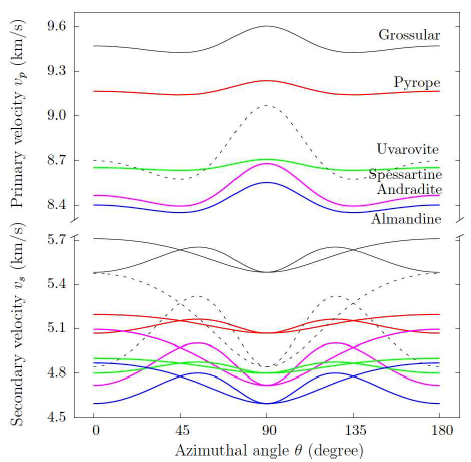 Primary velocity vp (km/s)
9.6
9.3
9.0
8.7
8.4
Grossular
Pyrope
Uvarovite
Spessartine
Andradite
Almandine
Secondary velocity vs (km/s)
5.7
5.4
5.1
4.8
4.5
0 45 90 135 180
Azimuthal angle θ (degree)